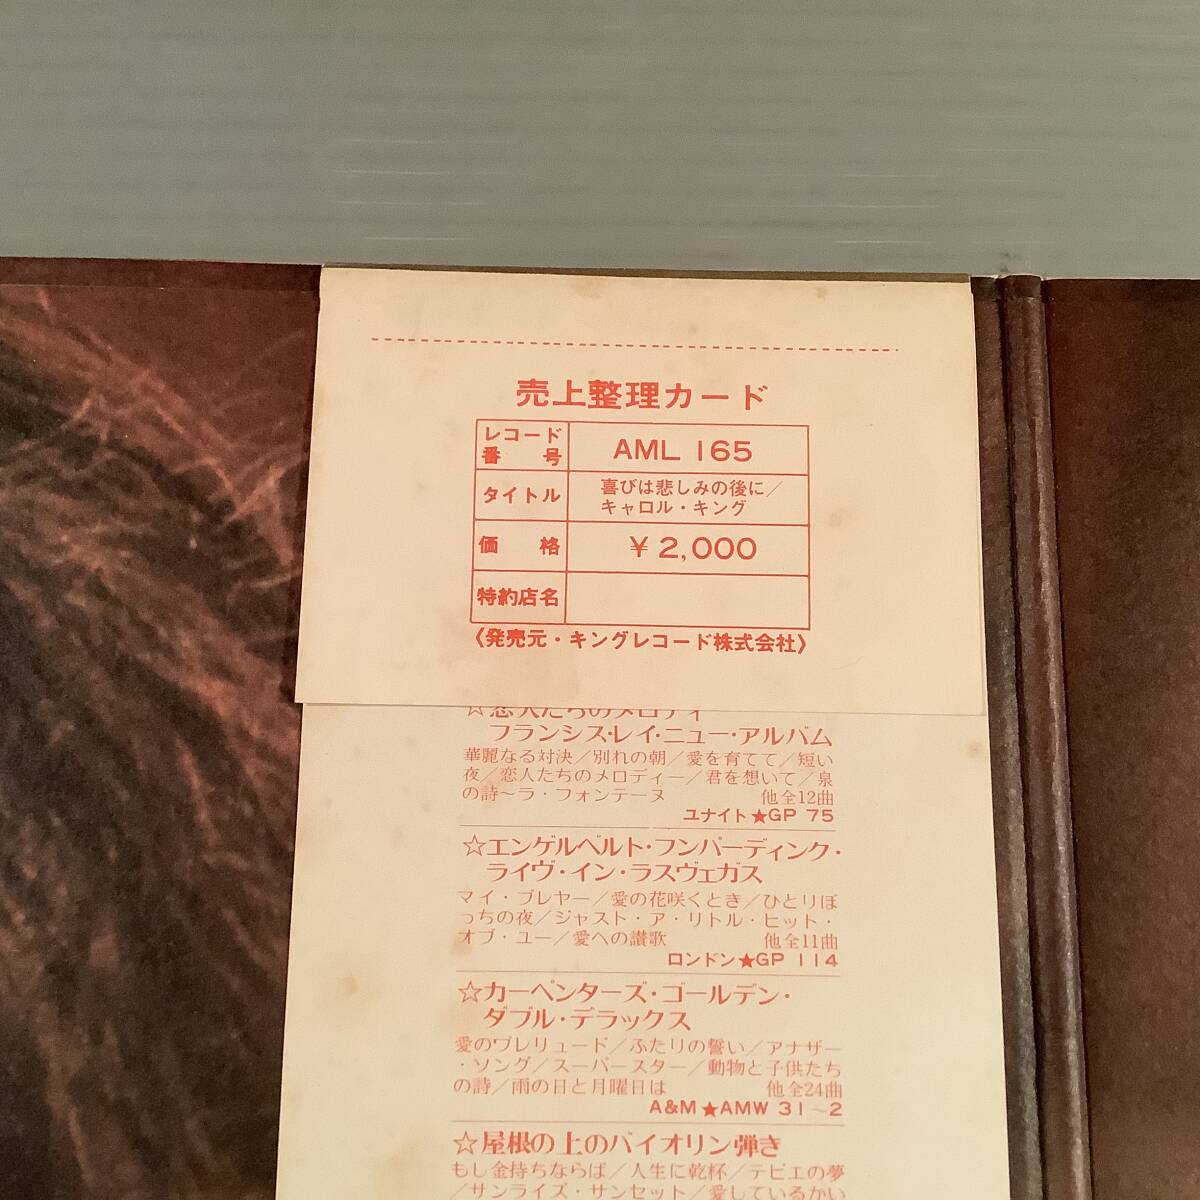 売上整理カード
レコード番号 AML 165
タイトル 喜びは悲しみの後に／
キャロル・キング
価格 ¥ 2,000
特約店名
〈発売元・キングレコード株式会社〉
☆恋人たちのメロディ
フランシス・レイ・ニュー・アルバム
華麗なる対決／別れの朝／愛を育てて／短い
夜／恋人たちのメロディー／君を想いて／泉
の詩〜ラ・フォンテーヌ 他全12曲
ユナイト★GP 75
☆エンゲルベルト・フンパーディンク・
ライヴ・イン・ラスヴェガス
マイ・プレヤー／愛の花咲くとき／ひとりぼ
っちの夜／ジャスト・ア・リトル・ヒット・
オブ・ユー／愛への讃歌 他全11曲
ロンドン★GP 114
☆カーペンターズ・ゴールデン・
ダブル・デラックス
愛のプレリュード／ふたりの誓い／アナザー
・ソング／スーパースター／動物と子供たち
の詩／雨の日と月曜日は 他全24曲
A&M★AMW 31〜2
☆屋根の上のバイオリン弾き
もし金持ちならば／人生に乾杯／テビエの夢
／サンライズ・サンセット／愛しているかい